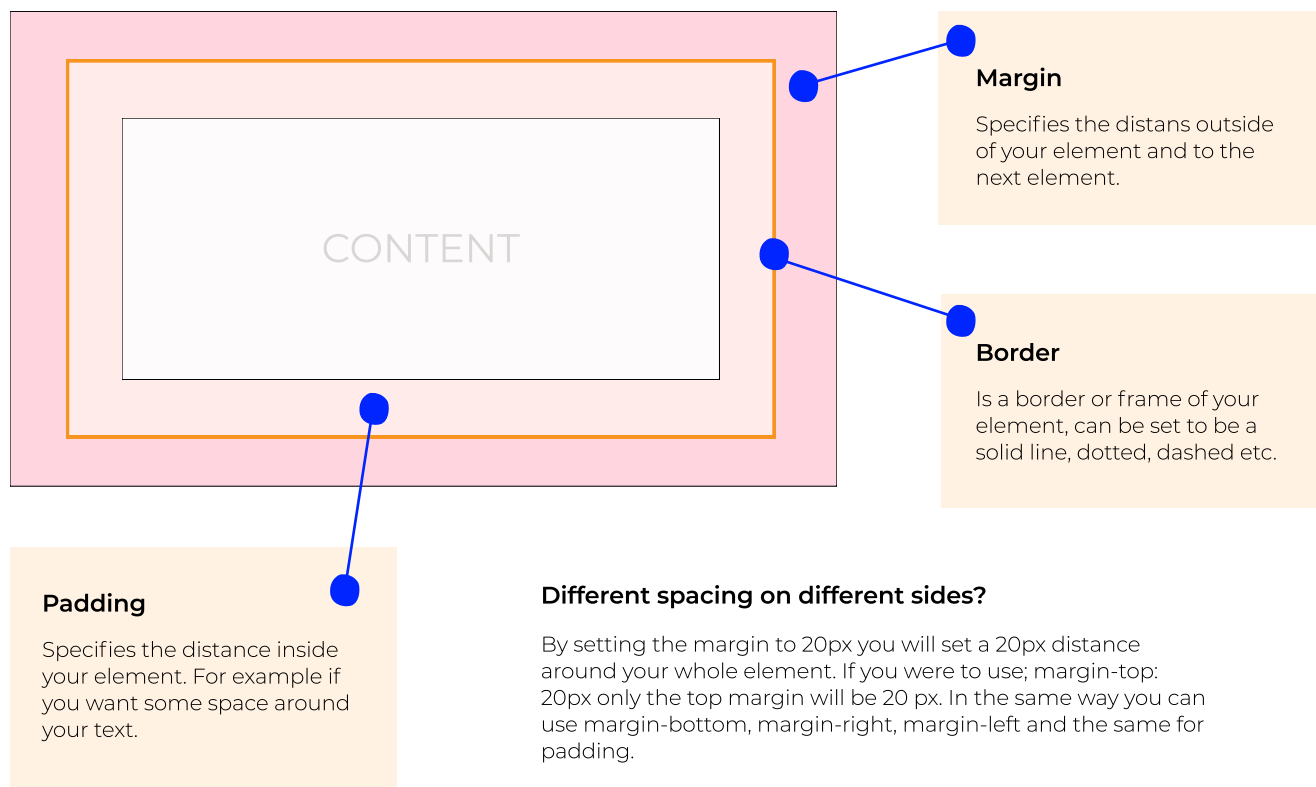 CONTENT
Margin
Specifies the distans outside
of your element and to the
next element.
Border
Is a border or frame of your
element, can be set to be a
solid line, dotted, dashed etc.
Padding
Specifies the distance inside
your element. For example if
you want some space around
your text.
Different spacing on different sides?
By setting the margin to 20px you will set a 20px distance
around your whole element. If you were to use; margin-top:
20px only the top margin will be 20 px. In the same way you can
use margin-bottom, margin-right, margin-left and the same for
padding.